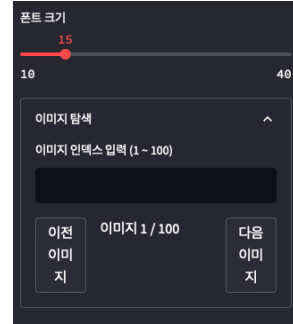 폰트 크기
15
10 40
이미지 탐색
이미지 인덱스 입력 (1 ~ 100)
이전
이미
지
이미지 1 / 100
다음
이미
지